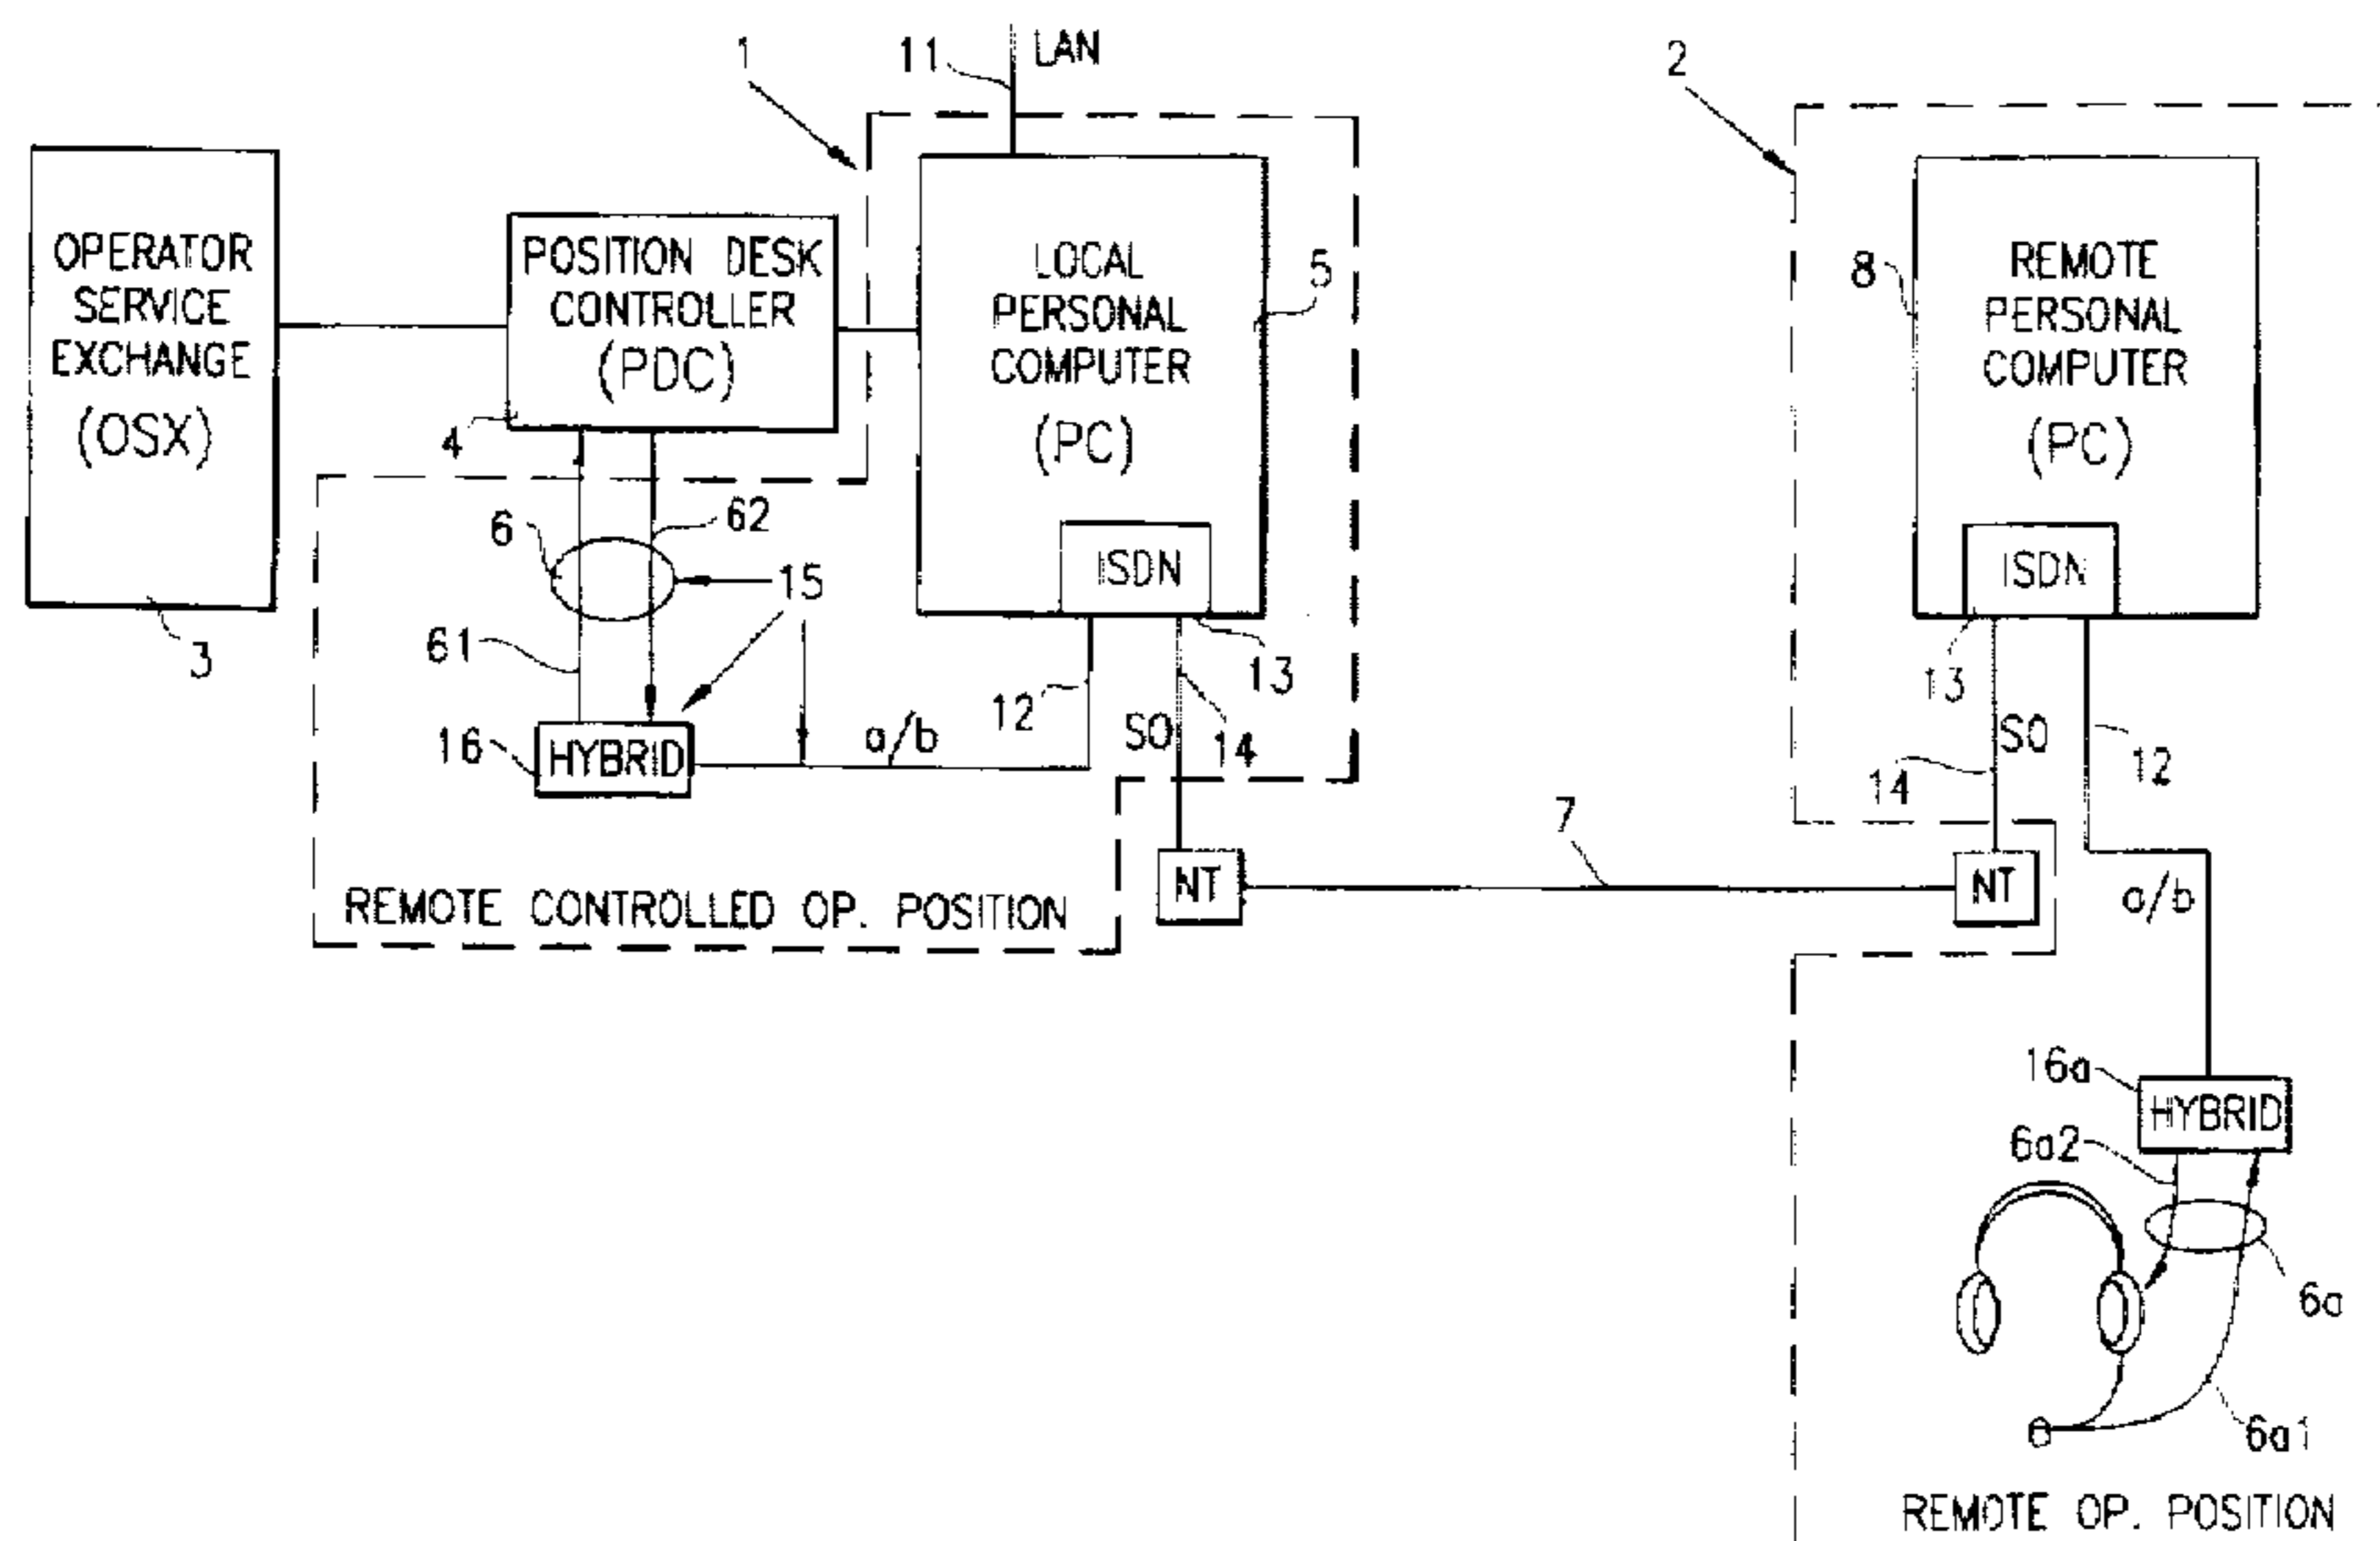 1
11
LAN
2
OPERATOR
SERVICE
EXCHANGE
(OSX)
3
POSITION DESK
CONTROLLER
(PDC)
4
LOCAL
PERSONAL
COMPUTER
(PC)
5
ISDN
13
8
REMOTE
PERSONAL
COMPUTER
(PC)
ISDN
13
6
62
15
61
16
HYBRID
a/b
12
SO
14
SO
14
12
a/b
REMOTE CONTROLLED OP. POSITION
NT
7
NT
16a
HYBRID
6a2
6a
6a1
REMOTE OP. POSITION